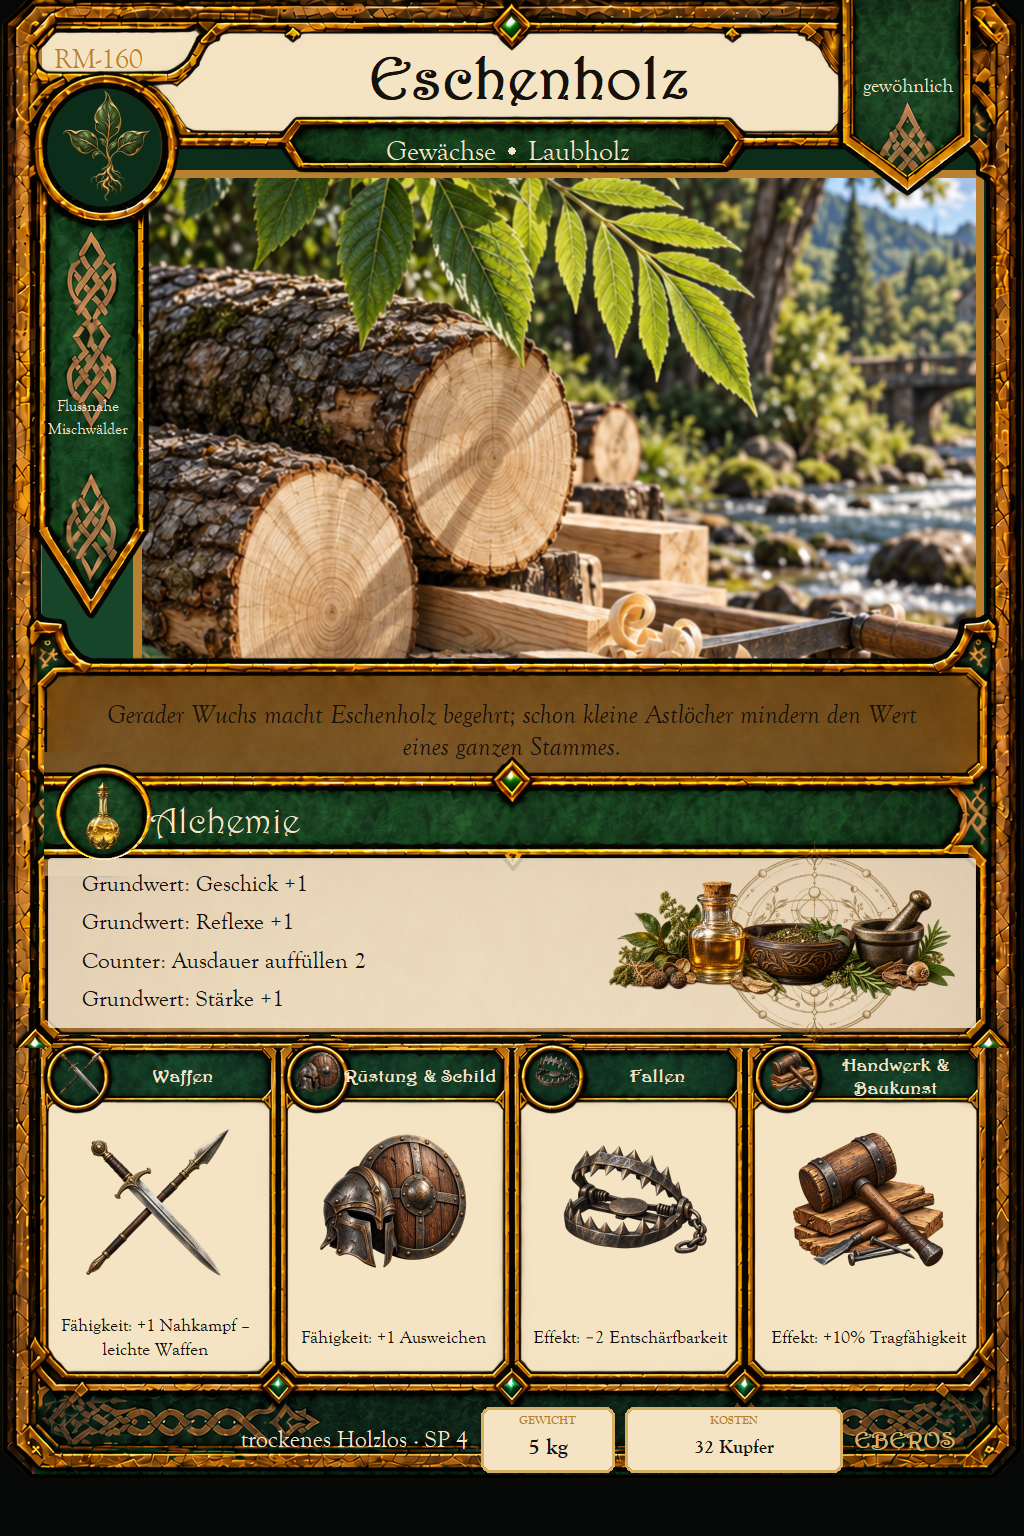 RM-160
Eschenholz
gewöhnlich
Gewächse • Laubholz
Flussnahe
Mischwälder
Gerader Wuchs macht Eschenholz begehrt; schon kleine Astlöcher mindern den Wert
eines ganzen Stammes.
Alchemie
Grundwert: Geschick +1
Grundwert: Reflexe +1
Counter: Ausdauer auffüllen 2
Grundwert: Stärke +1
Waffen
Rüstung & Schild
Fallen
Handwerk &
Baukunst
Fähigkeit: +1 Nahkampf –
leichte Waffen
Fähigkeit: +1 Ausweichen
Effekt: −2 Entschärfbarkeit
Effekt: +10% Tragfähigkeit
trockenes Holzlos · SP 4
GEWICHT
5 kg
KOSTEN
32 Kupfer
EBEROS